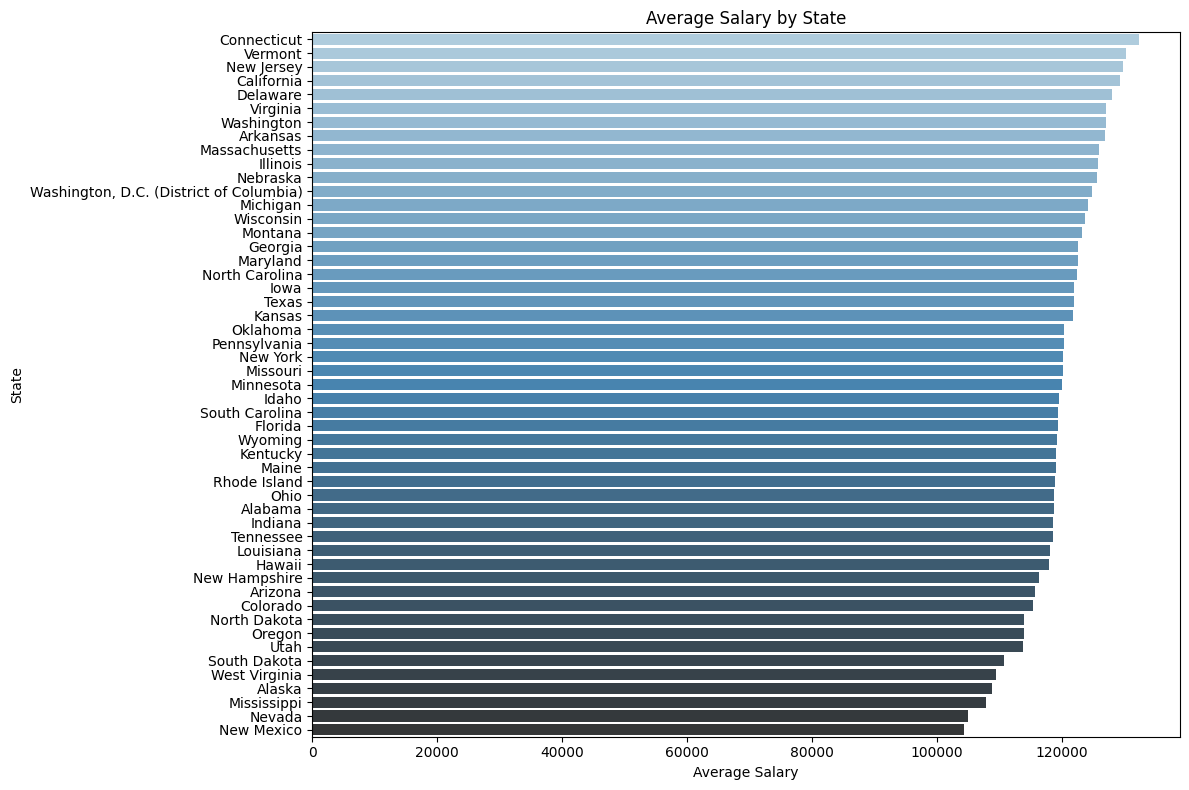 Average Salary by State
Connecticut
Vermont
New Jersey
California
Delaware
Virginia
Washington
Arkansas
Massachusetts
Illinois
Nebraska
Washington, D.C. (District of Columbia)
Michigan
Wisconsin
Montana
Georgia
Maryland
North Carolina
Iowa
Texas
Kansas
Oklahoma
Pennsylvania
New York
Missouri
Minnesota
Idaho
South Carolina
Florida
Wyoming
Kentucky
Maine
Rhode Island
Ohio
Alabama
Indiana
Tennessee
Louisiana
Hawaii
New Hampshire
Arizona
Colorado
North Dakota
Oregon
Utah
South Dakota
West Virginia
Alaska
Mississippi
Nevada
New Mexico
State
0 20000 40000 60000 80000 100000 120000
Average Salary